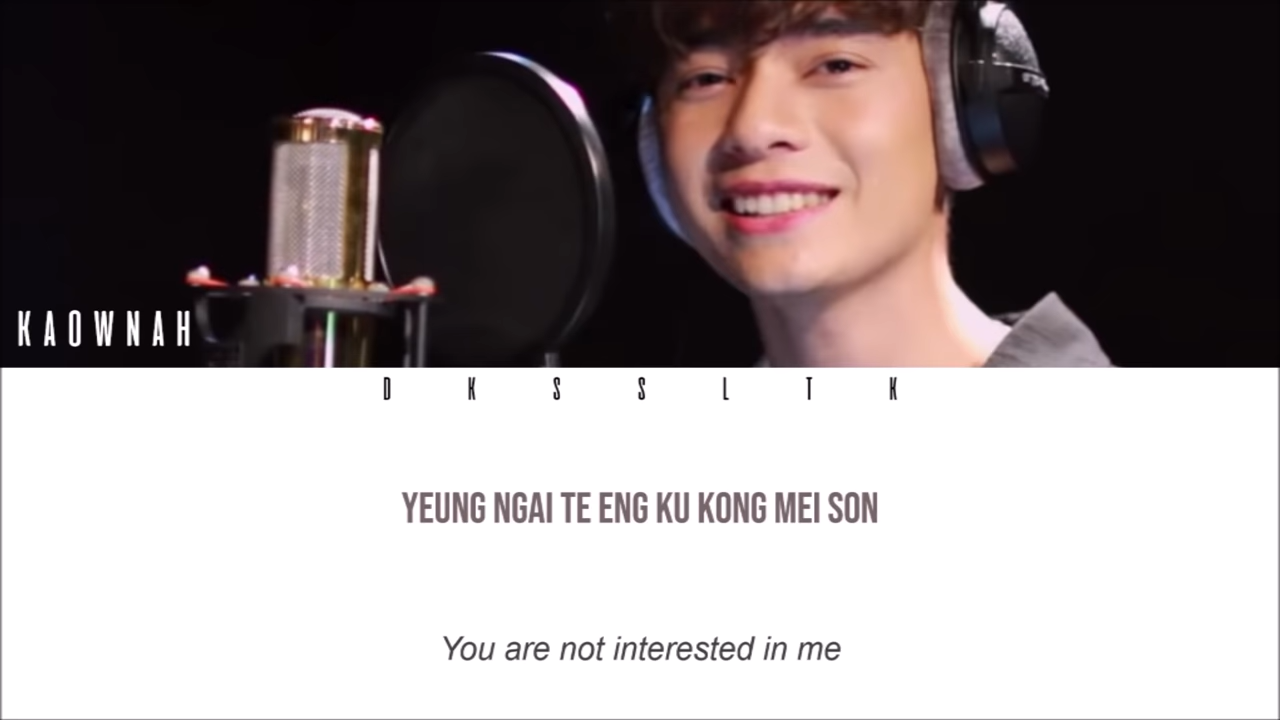 KAOWNAH
D K S S L T K
YEUNG NGAI TE ENG KU KONG MEI SON
You are not interested in me